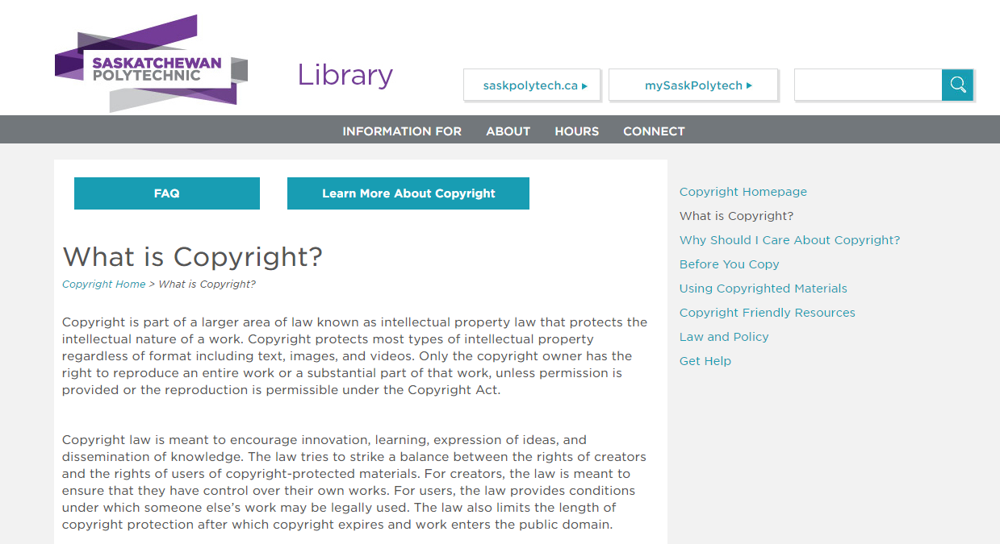 SASKATCHEWAN
POLYTECHNIC
Library
saskpolytech.ca
mySaskPolytech
INFORMATION FOR ABOUT HOURS CONNECT
FAQ
Learn More About Copyright
What is Copyright?
Copyright Home > What is Copyright?
Copyright is part of a larger area of law known as intellectual property law that protects the
intellectual nature of a work. Copyright protects most types of intellectual property
regardless of format including text, images, and videos. Only the copyright owner has the
right to reproduce an entire work or a substantial part of that work, unless permission is
provided or the reproduction is permissible under the Copyright Act.
Copyright law is meant to encourage innovation, learning, expression of ideas, and
dissemination of knowledge. The law tries to strike a balance between the rights of creators
and the rights of users of copyright-protected materials. For creators, the law is meant to
ensure that they have control over their own works. For users, the law provides conditions
under which someone else’s work may be legally used. The law also limits the length of
copyright protection after which copyright expires and work enters the public domain.
Copyright Homepage
What is Copyright?
Why Should I Care About Copyright?
Before You Copy
Using Copyrighted Materials
Copyright Friendly Resources
Law and Policy
Get Help